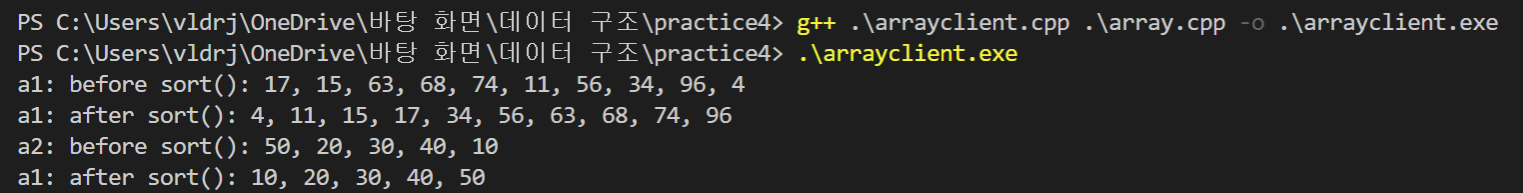 PS C:\Users\vldrj\OneDrive\바탕 화면\데이터 구조\practice4> g++ .\arrayclient.cpp .\array.cpp -o .\arrayclient.exe
PS C:\Users\vldrj\OneDrive\바탕 화면\데이터 구조\practice4> .\arrayclient.exe
a1: before sort(): 17, 15, 63, 68, 74, 11, 56, 34, 96, 4
a1: after sort(): 4, 11, 15, 17, 34, 56, 63, 68, 74, 96
a2: before sort(): 50, 20, 30, 40, 10
a1: after sort(): 10, 20, 30, 40, 50